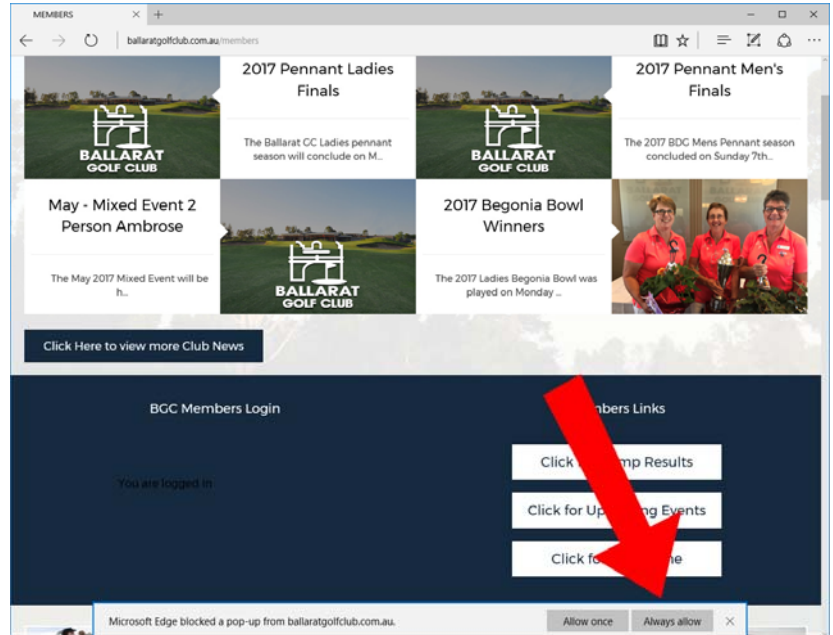 MEMBERS
ballaratgolfclub.com.au/members
2017 Pennant Ladies
Finals
The Ballarat GC Ladies pennant
season will conclude on M...
BALLARAT
GOLF CLUB
2017 Pennant Men's
Finals
The 2017 BDG Mens Pennant season
concluded on Sunday 7th...
BALLARAT
GOLF CLUB
May - Mixed Event 2
Person Ambrose
The May 2017 Mixed Event will be
h...
BALLARAT
GOLF CLUB
2017 Begonia Bowl
Winners
The 2017 Ladies Begonia Bowl was
played on Monday ...
Click Here to view more Club News
BGC Members Login
You are logged in
Links
Click Results
Click for Events
Click
Microsoft Edge blocked a pop-up from ballaratgolfclub.com.au.
Allow once
Always allow